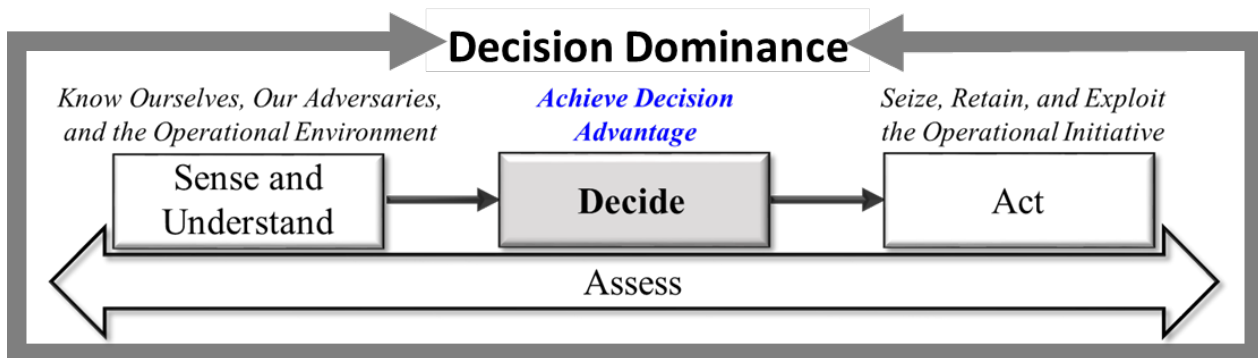 Decision Dominance
Know Ourselves, Our Adversaries,
and the Operational Environment
Achieve Decision
Advantage
Seize, Retain, and Exploit
the Operational Initiative
Sense and
Understand
Decide
Act
Assess